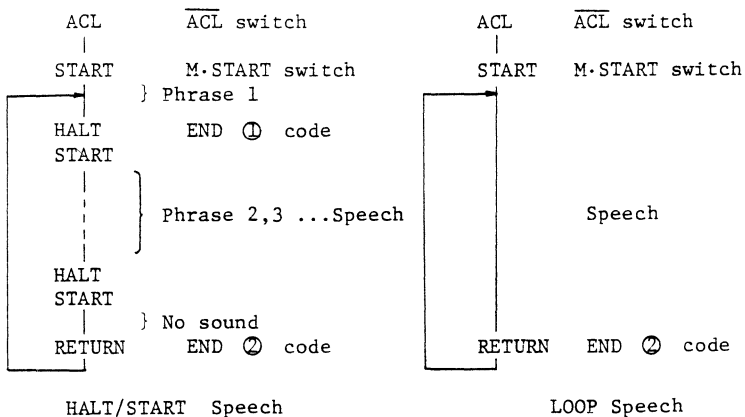 ACL A̅C̅L̅ switch
START M·START switch
} Phrase 1
HALT END ① code
START
Phrase 2,3 ...Speech
HALT
START
} No sound
RETURN END ② code
HALT/START Speech
ACL A̅C̅L̅ switch
START M·START switch
Speech
RETURN END ② code
LOOP Speech